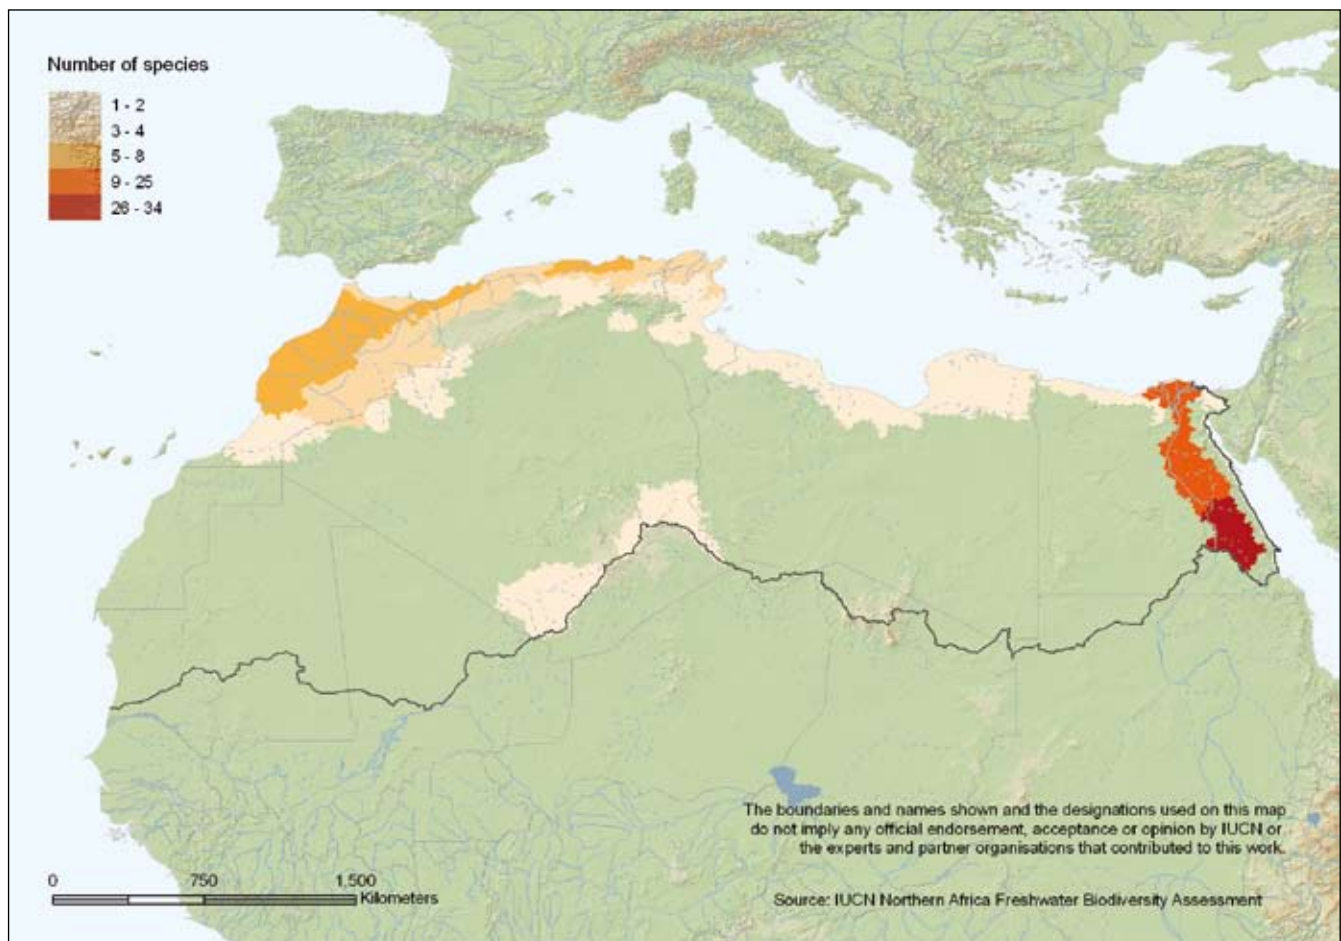 Number of species
1 - 2
3 - 4
5 - 8
9 - 25
26 - 34
The boundaries and names shown and the designations used on this map
do not imply any official endorsement, acceptance or opinion by IUCN or
the experts and partner organisations that contributed to this work.
0 750 1,500
Kilometers
Source: IUCN Northern Africa Freshwater Biodiversity Assessment